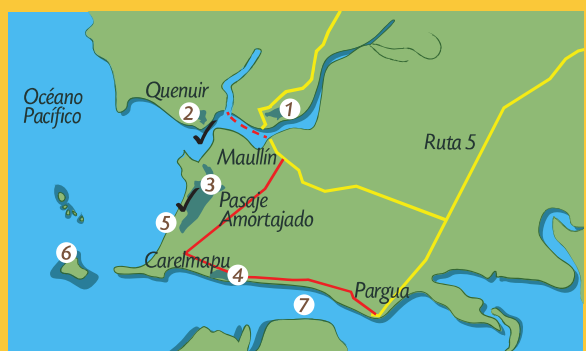 Quenuir
2
1
Océano
Pacífico
Ruta 5
Maullín
3
Pasaje
Amortajado
5
6
Carelmapu
4
7
Pargua